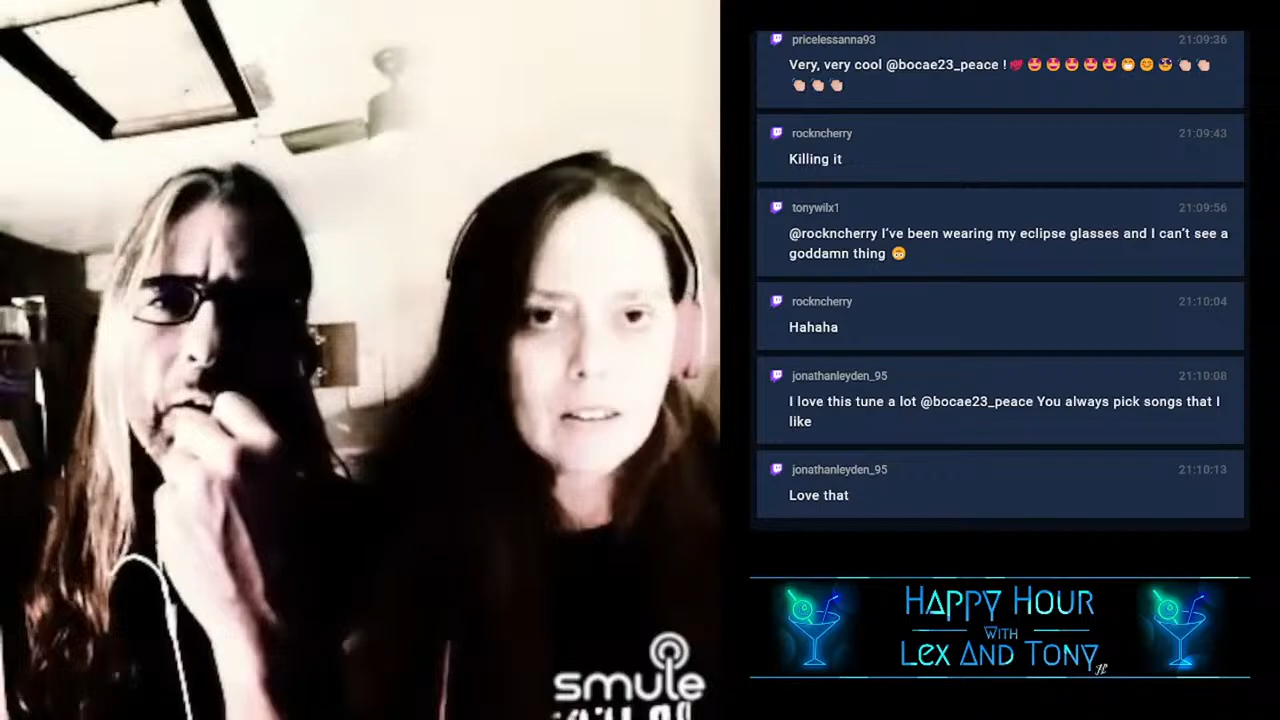 pricelessanna93 21:09:36
Very, very cool @bocae23_peace ! 💯 🤩 🤩 🤩 🤩 🤩 😁 🤗 🥸 👏🏻 👏🏻
👏🏻 👏🏻 👏🏻
rockncherry 21:09:43
Killing it
tonywilx1 21:09:56
@rockncherry I've been wearing my eclipse glasses and I can't see a
goddamn thing 😳
rockncherry 21:10:04
Hahaha
jonathanleyden_95 21:10:08
I love this tune a lot @bocae23_peace You always pick songs that I
like
jonathanleyden_95 21:10:13
Love that
HAPPY HOUR
WITH
LEX AND TONY
smule